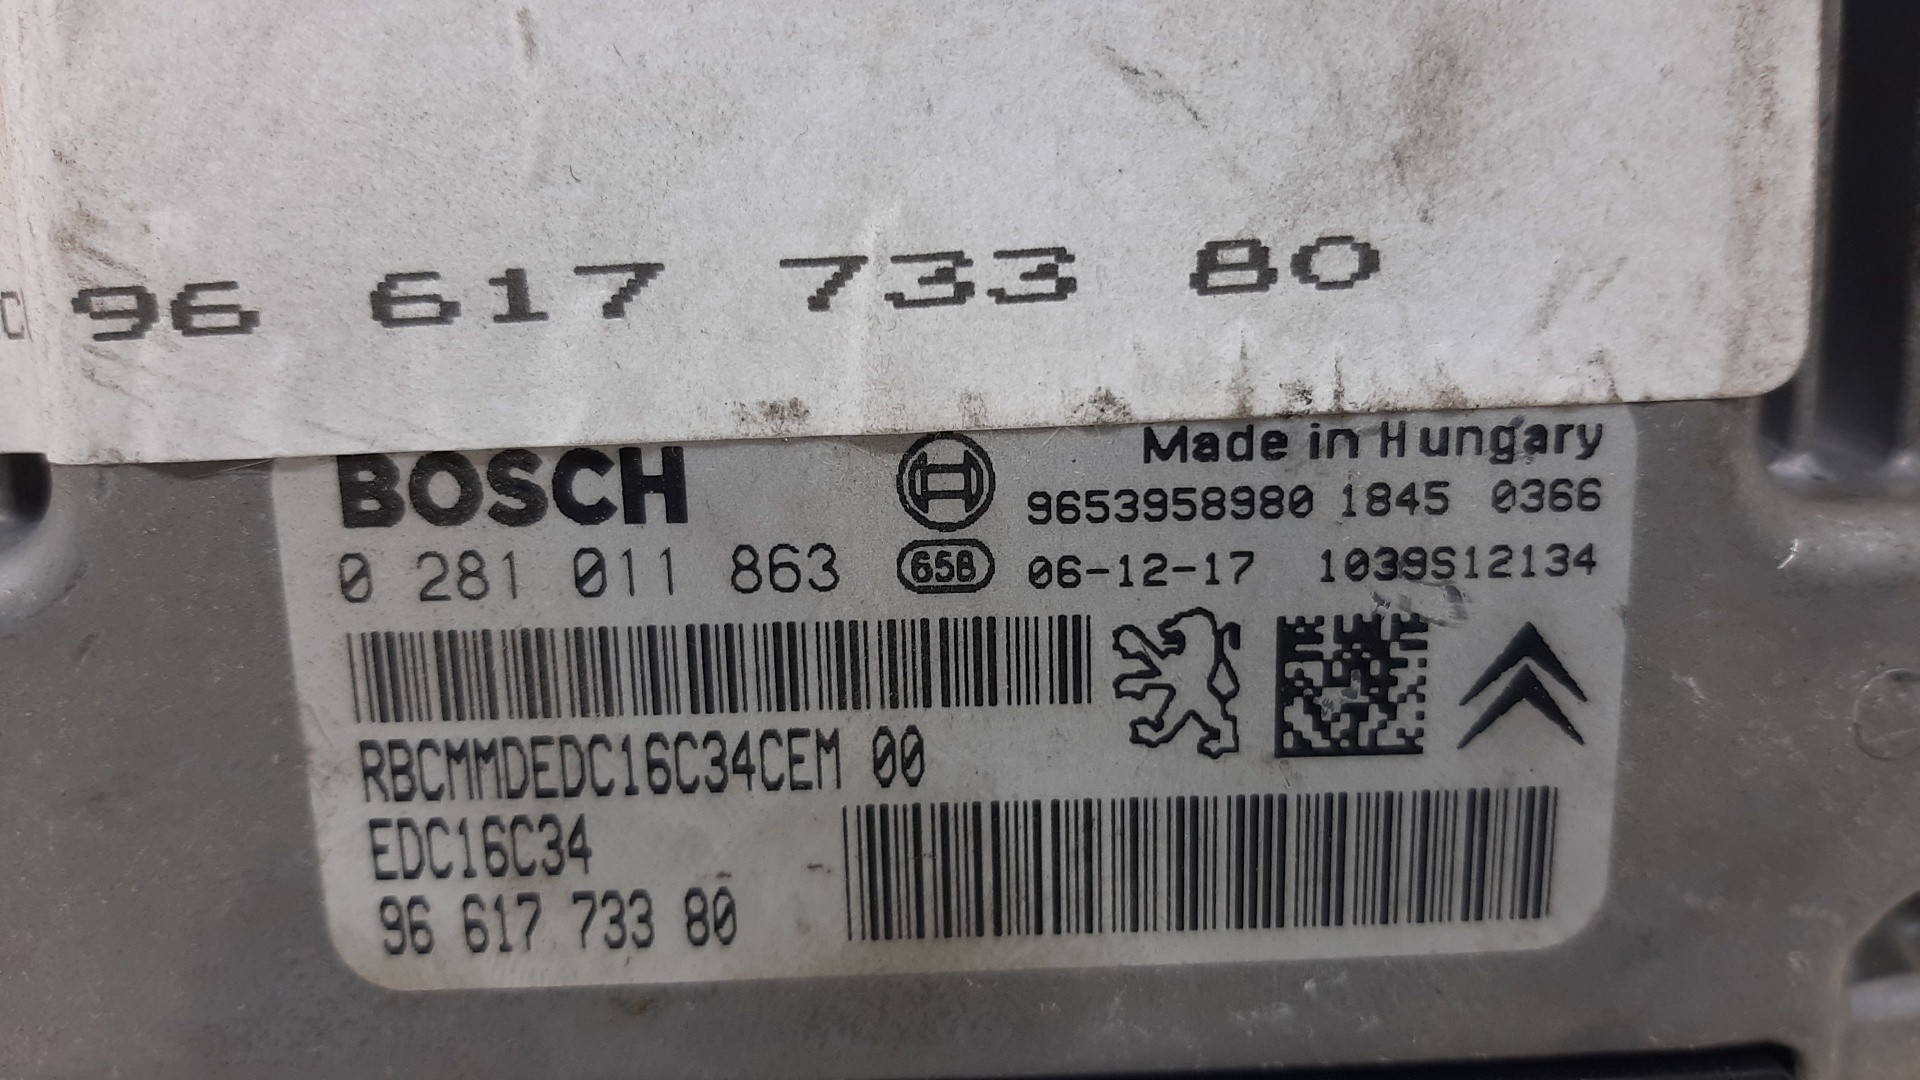 96 617 733 80
BOSCH
Made in Hungary
9653958980 1845 0366
0 281 011 863
658
06-12-17 1039S12134
RBCMMDEDC16C34CEM 00
EDC16C34
96 617 733 80